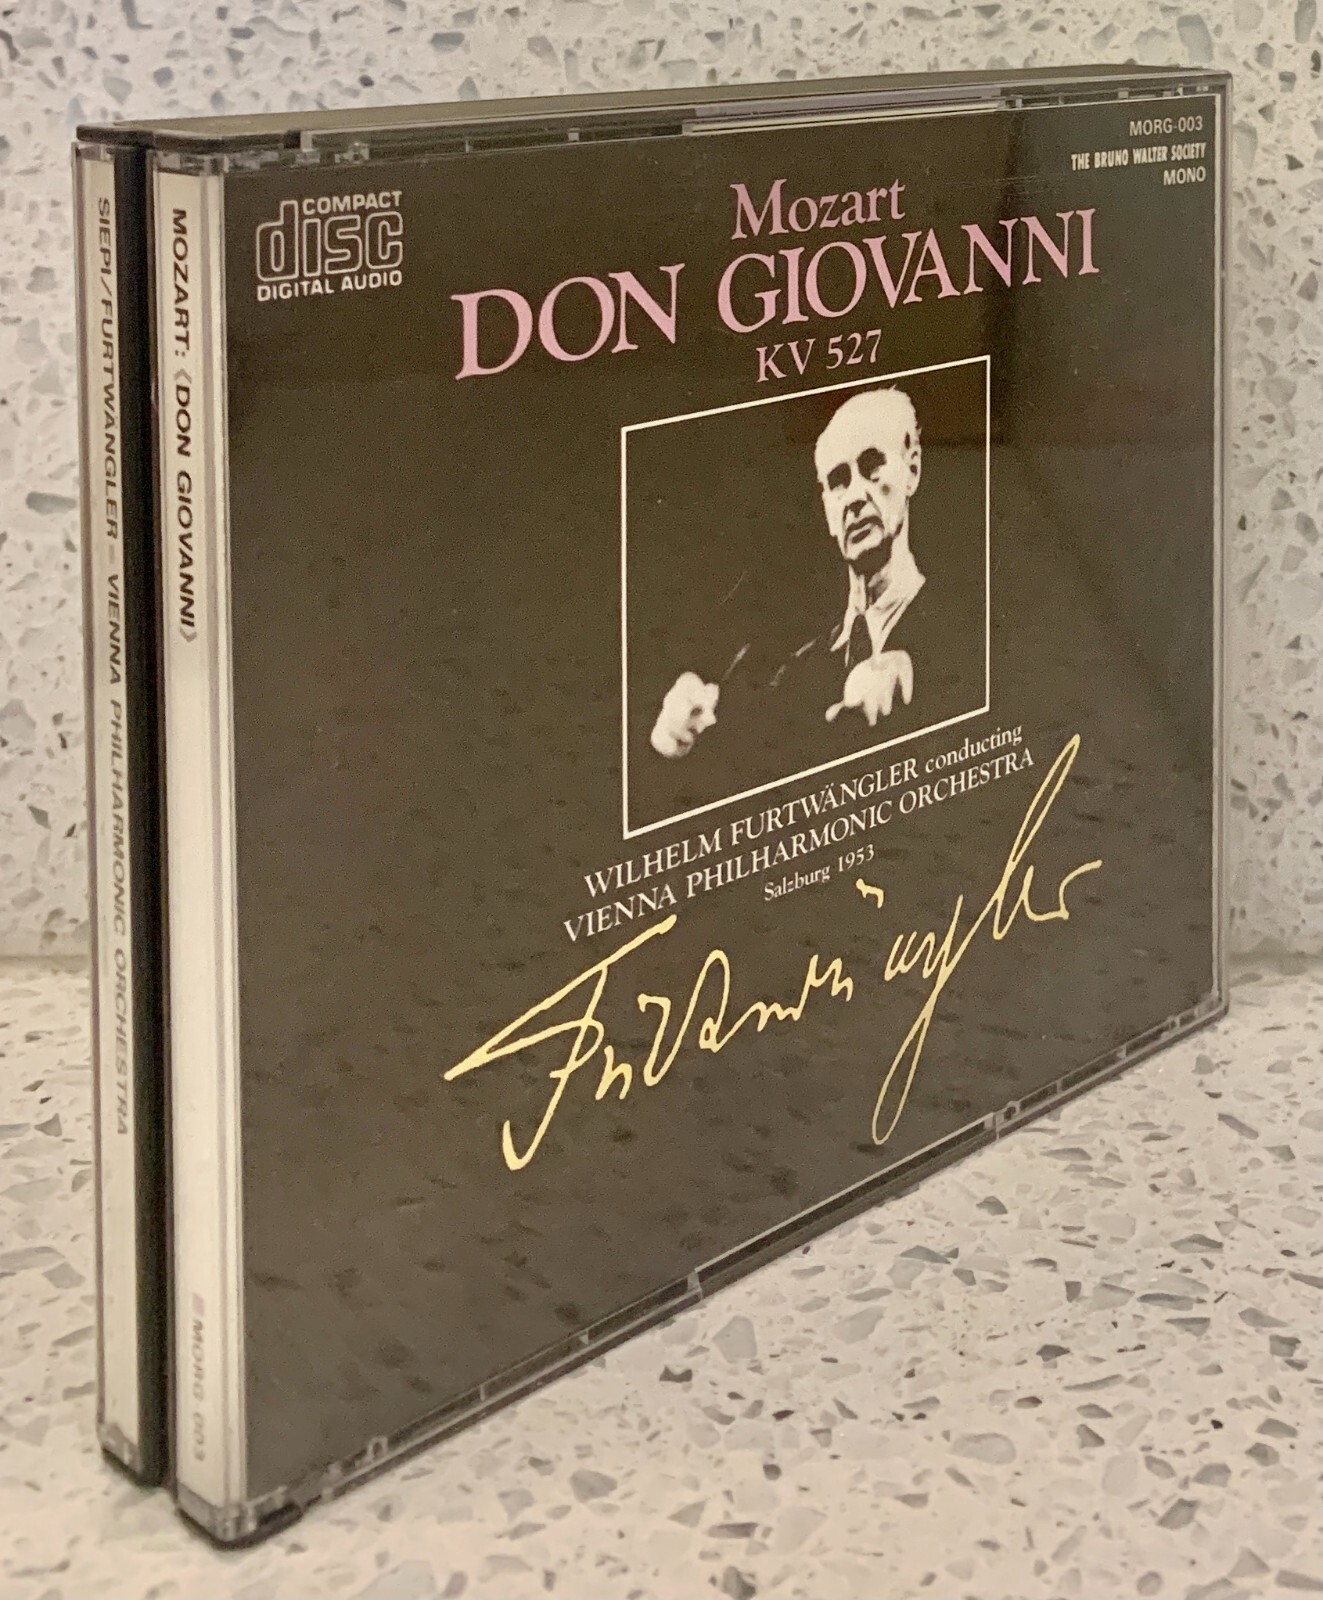 SIEPI/FURTWÄNGLER – VIENNA PHILHARMONIC ORCHESTRA
MOZART: 《DON GIOVANNI》
MORG 003
COMPACT
disc
DIGITAL AUDIO
MORG-003
THE BRUNO WALTER SOCIETY
MONO
Mozart
DON GIOVANNI
KV 527
WILHELM FURTWÄNGLER conducting
VIENNA PHILHARMONIC ORCHESTRA
Salzburg 1953
Furtwängler